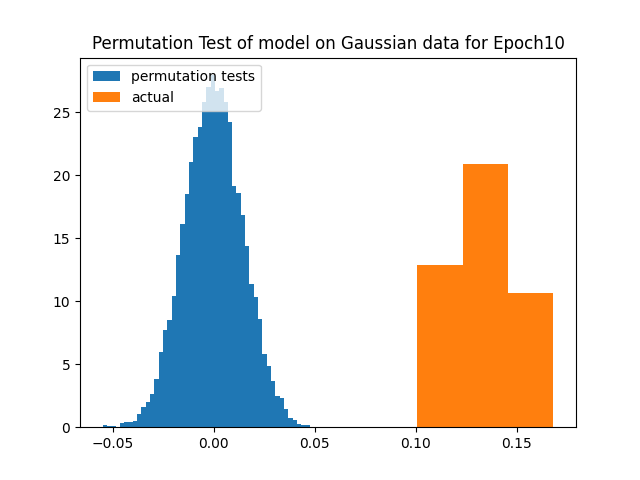 Permutation Test of model on Gaussian data for Epoch10
permutation tests
actual
25
20
15
10
5
0
−0.05 0.00 0.05 0.10 0.15